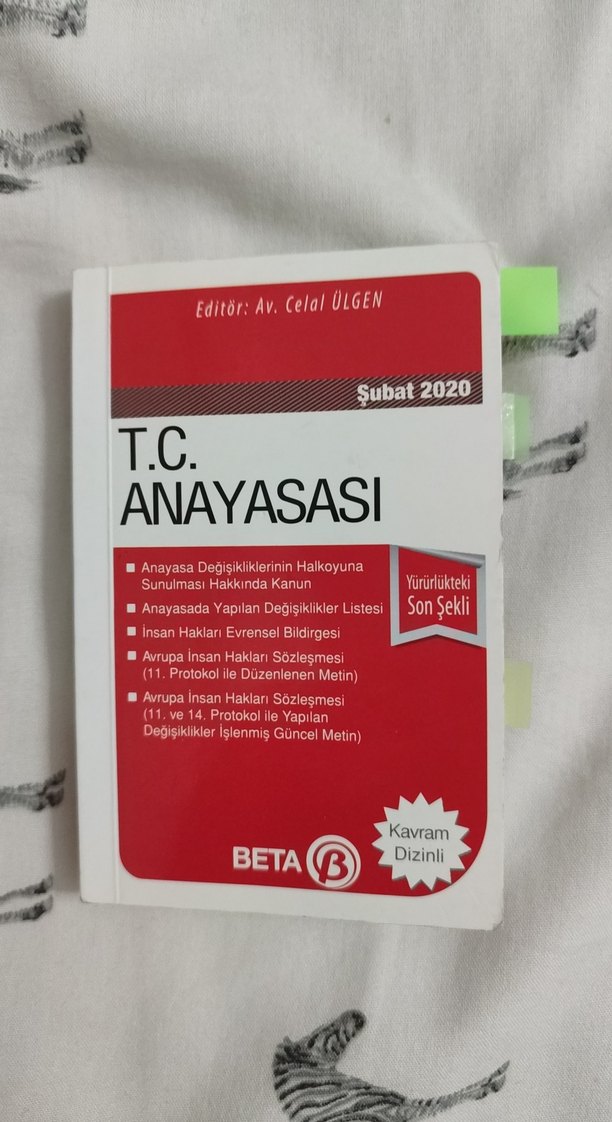 Editör: Av. Celal ÜLGEN
Şubat 2020
T.C.
ANAYASASI
Anayasa Değişikliklerinin Halkoyuna
Sunulması Hakkında Kanun
Anayasada Yapılan Değişiklikler Listesi
İnsan Hakları Evrensel Bildirgesi
Avrupa İnsan Hakları Sözleşmesi
(11. Protokol ile Düzenlenen Metin)
Avrupa İnsan Hakları Sözleşmesi
(11. ve 14. Protokol ile Yapılan
Değişiklikler İşlenmiş Güncel Metin)
Yürürlükteki
Son Şekli
Kavram
Dizinli
BETA β